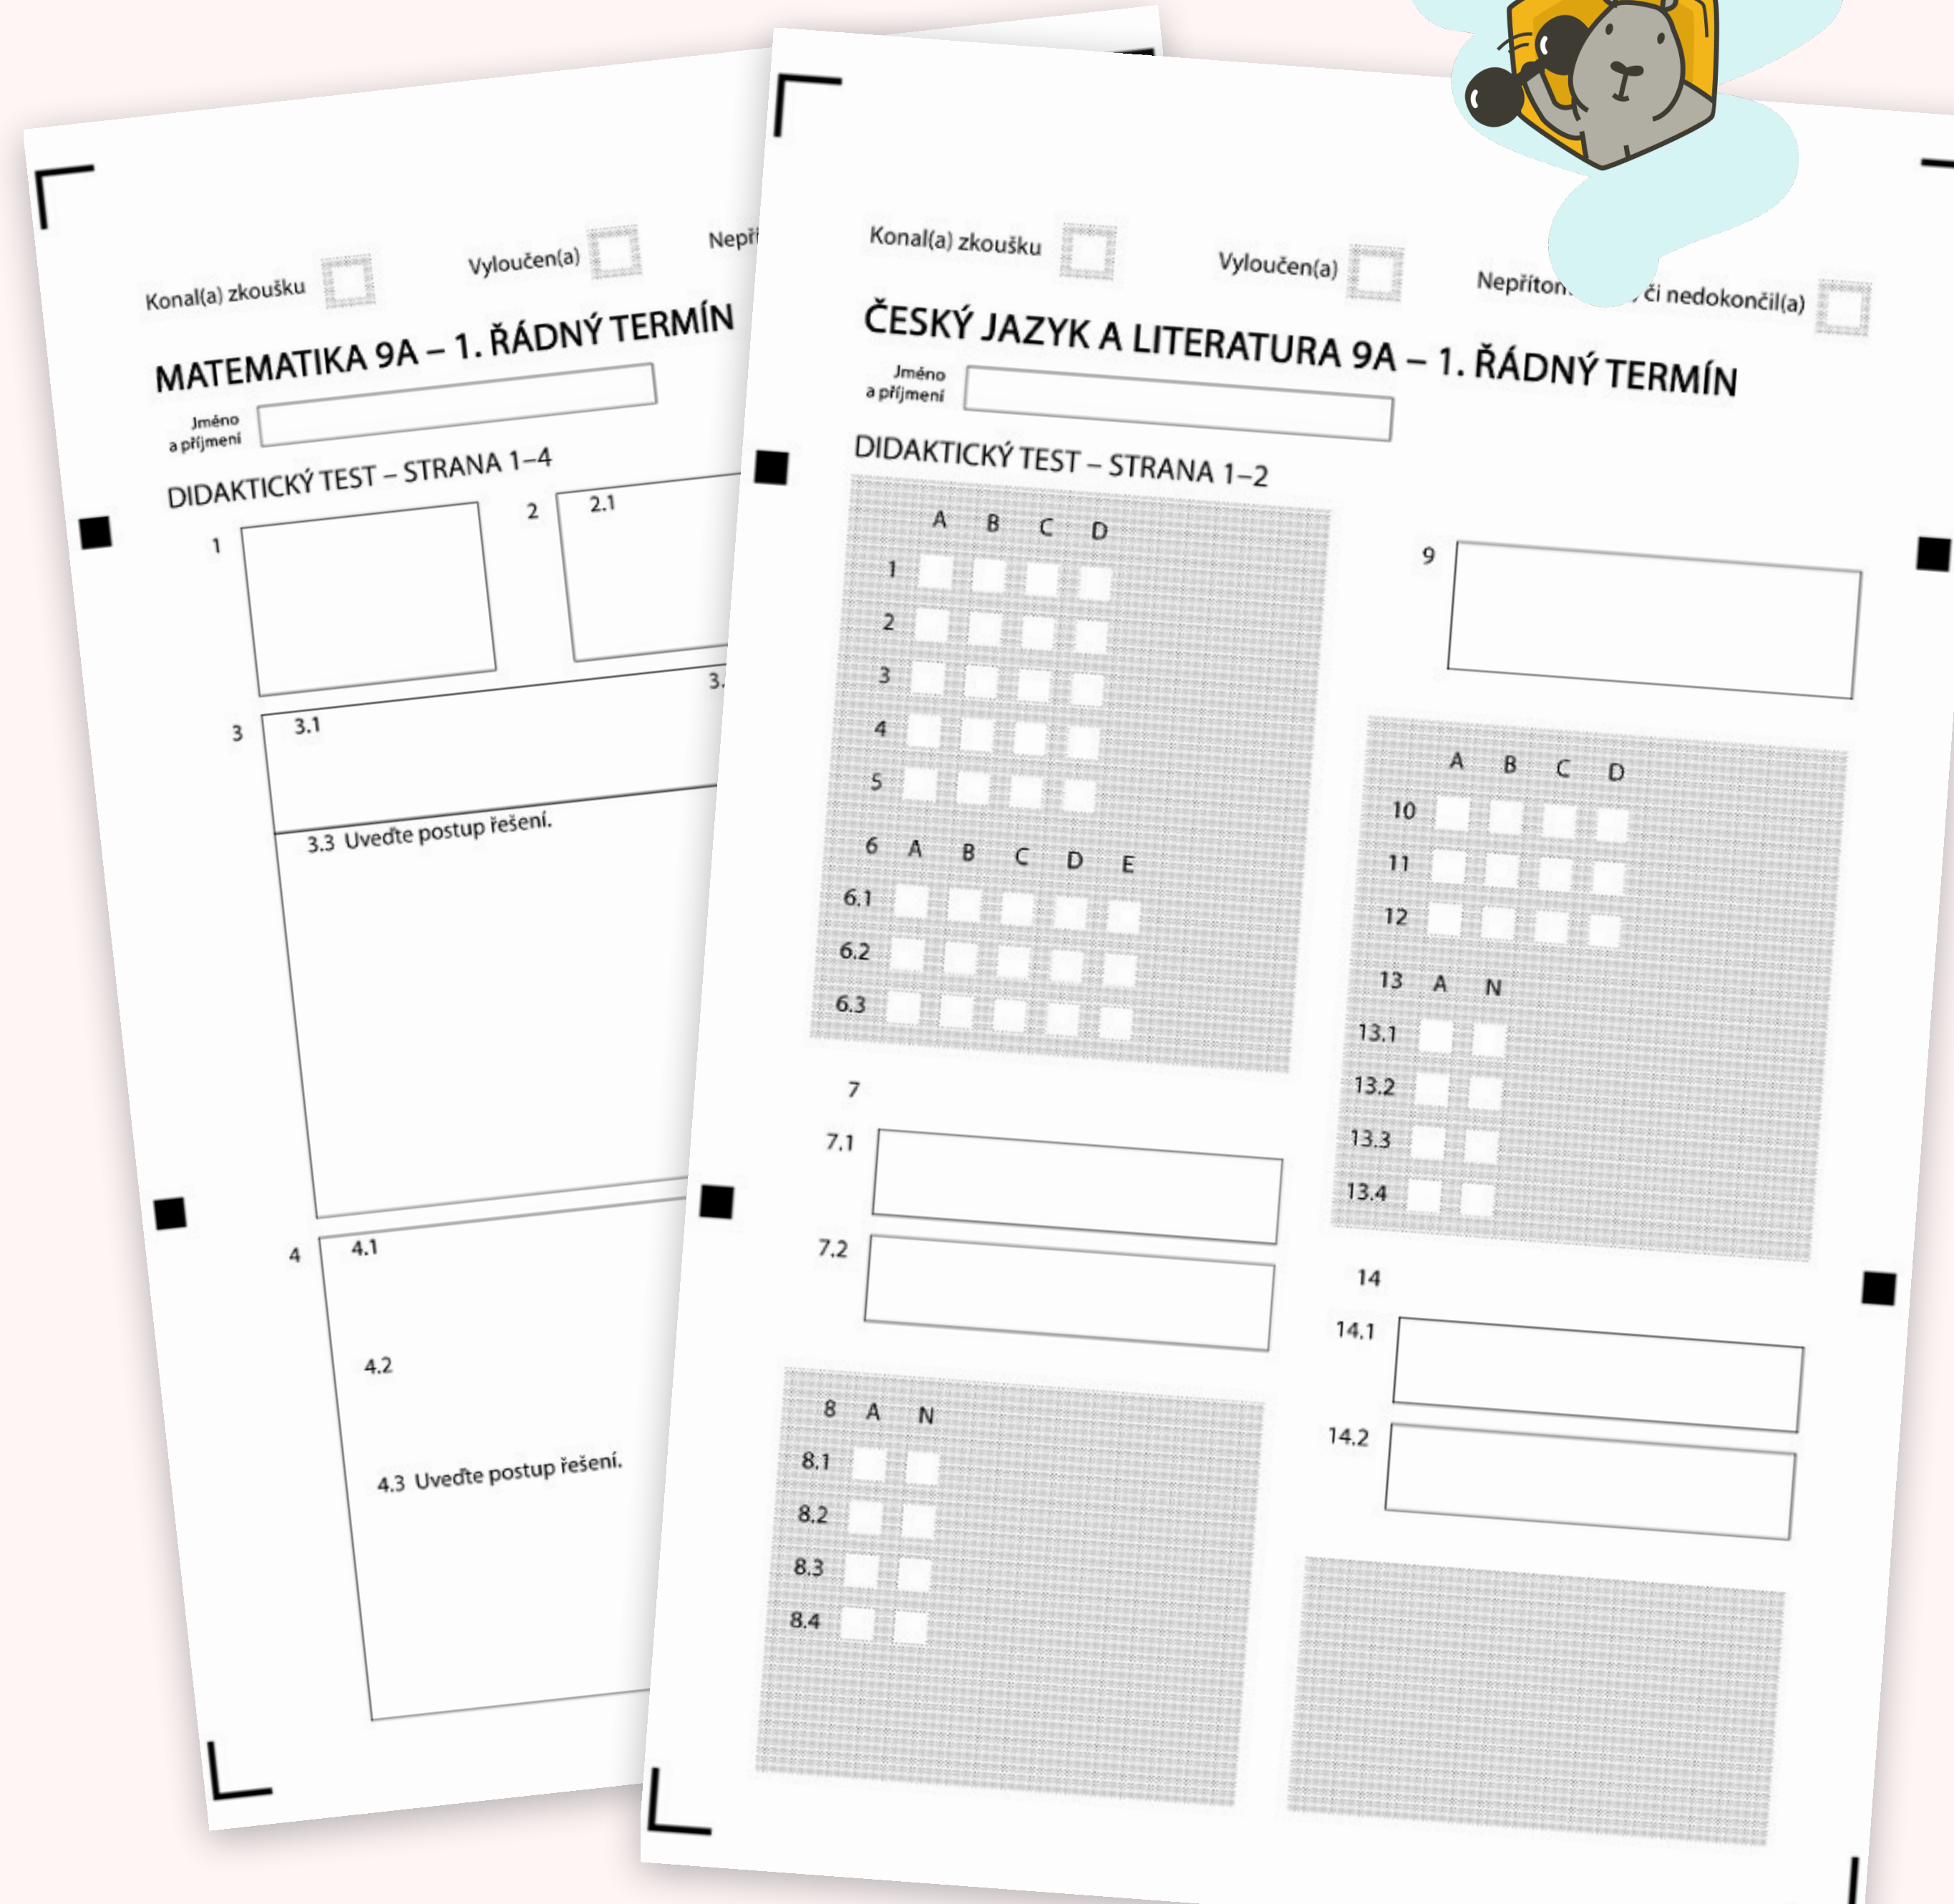 Konal(a) zkoušku
Vyloučen(a)
MATEMATIKA 9A – 1. ŘÁDNÝ TERMÍN
Jméno
a příjmení
DIDAKTICKÝ TEST – STRANA 1–4
1
2
2.1
3
3.1
3.3 Uveďte postup řešení.
4
4.1
4.2
4.3 Uveďte postup řešení.
Konal(a) zkoušku
Vyloučen(a)
či nedokončil(a)
ČESKÝ JAZYK A LITERATURA 9A – 1. ŘÁDNÝ TERMÍN
Jméno
a příjmení
DIDAKTICKÝ TEST – STRANA 1–2
A B C D
1
2
3
4
5
6 A B C D E
6.1
6.2
6.3
7
7.1
7.2
8 A N
8.1
8.2
8.3
8.4
9
A B C D
10
11
12
13 A N
13.1
13.2
13.3
13.4
14
14.1
14.2